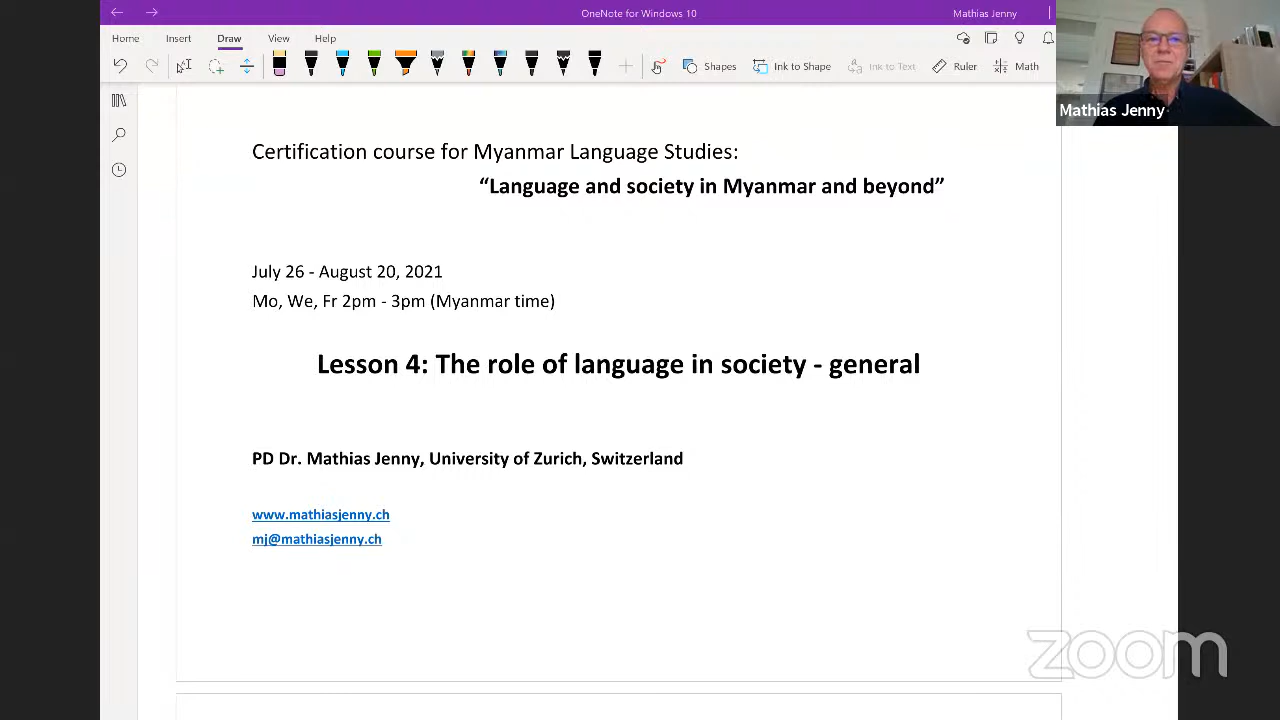 OneNote for Windows 10
Mathias Jenny
Home Insert Draw View Help
Shapes Ink to Shape Ink to Text Ruler Math
Mathias Jenny
Certification course for Myanmar Language Studies:
“Language and society in Myanmar and beyond”
July 26 - August 20, 2021
Mo, We, Fr 2pm - 3pm (Myanmar time)
Lesson 4: The role of language in society - general
PD Dr. Mathias Jenny, University of Zurich, Switzerland
www.mathiasjenny.ch
mj@mathiasjenny.ch
zoom